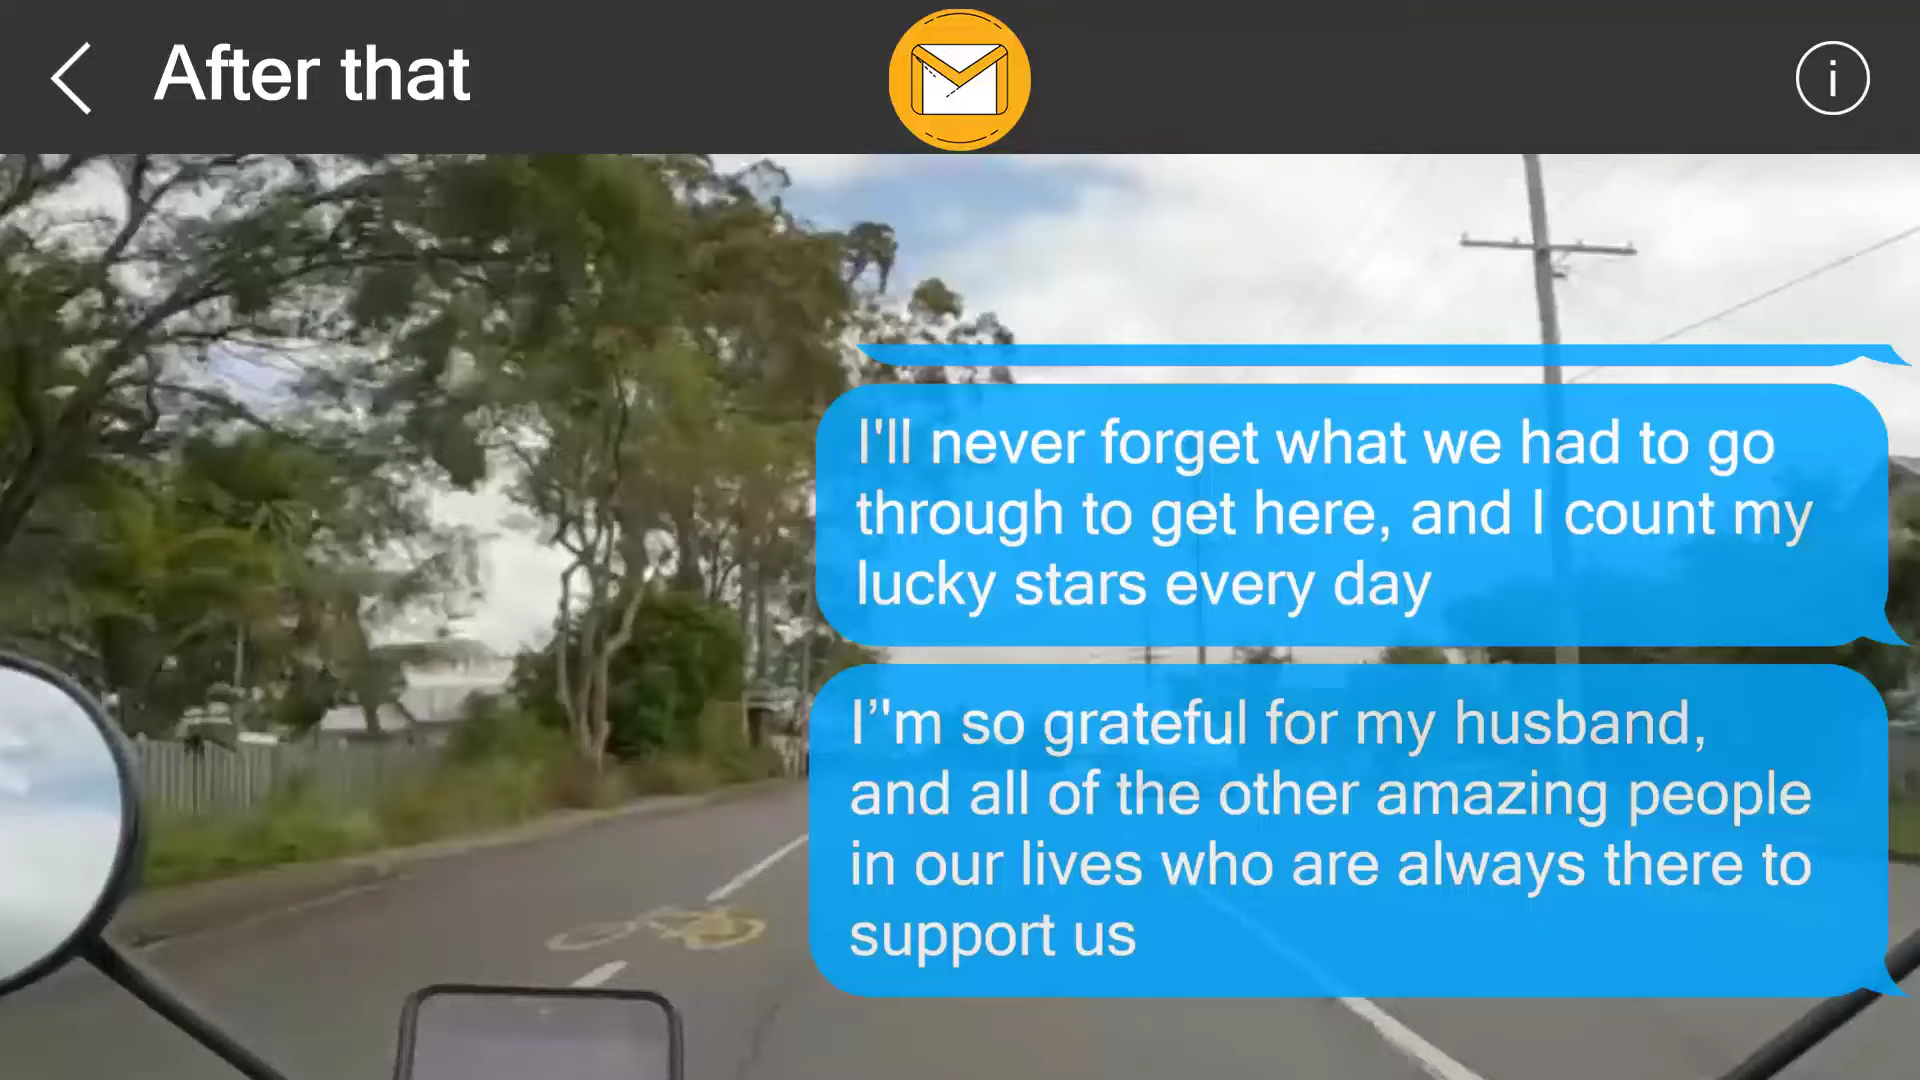 After that
I'll never forget what we had to go
through to get here, and I count my
lucky stars every day
I’'m so grateful for my husband,
and all of the other amazing people
in our lives who are always there to
support us